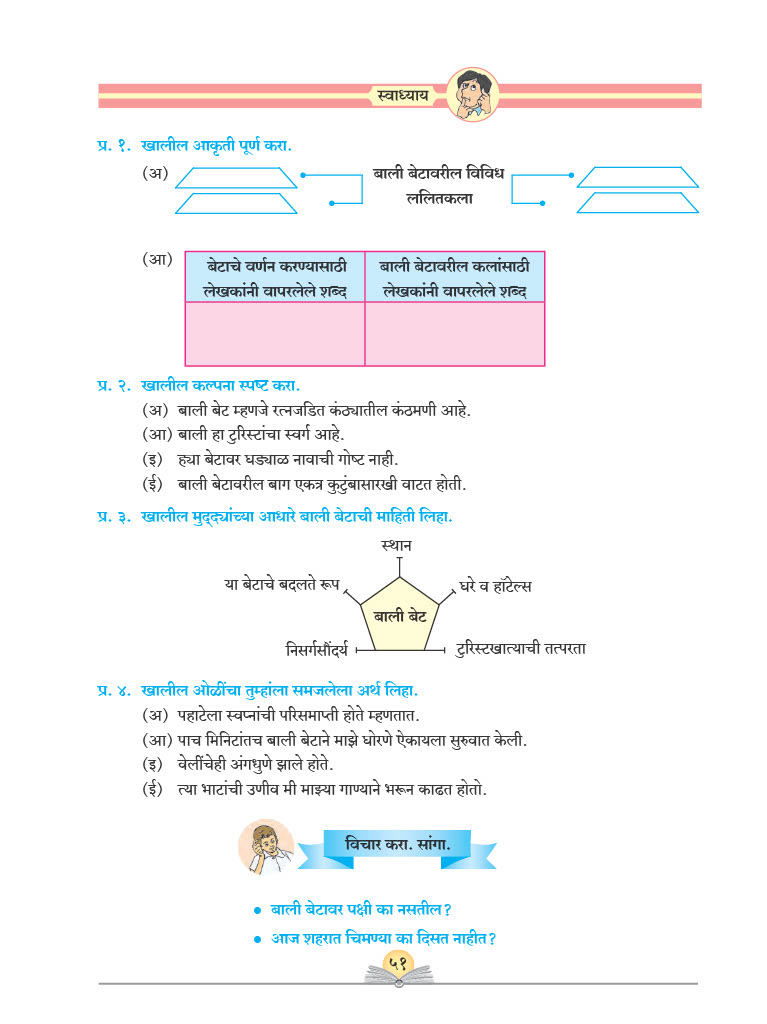 स्वाध्याय
प्र. १. खालील आकृती पूर्ण करा.
(अ) बाली बेटावरील विविध
ललितकला
(आ) बेटाचे वर्णन करण्यासाठी
लेखकांनी वापरलेले शब्द
बाली बेटावरील कलांसाठी
लेखकांनी वापरलेले शब्द
प्र. २. खालील कल्पना स्पष्ट करा.
(अ) बाली बेट म्हणजे रत्नजडित कंठ्यातील कंठमणी आहे.
(आ) बाली हा टुरिस्टांचा स्वर्ग आहे.
(इ) ह्या बेटावर घड्याळ नावाची गोष्ट नाही.
(ई) बाली बेटावरील बाग एकत्र कुटुंबासारखी वाटत होती.
प्र. ३. खालील मुद्द्यांच्या आधारे बाली बेटाची माहिती लिहा.
स्थान
या बेटाचे बदलते रूप
घरे व हॉटेल्स
बाली बेट
निसर्गसौंदर्य
टुरिस्टखात्याची तत्परता
प्र. ४. खालील ओळींचा तुम्हांला समजलेला अर्थ लिहा.
(अ) पहाटेला स्वप्नांची परिसमाप्ती होते म्हणतात.
(आ) पाच मिनिटांतच बाली बेटाने माझे घोरणे ऐकायला सुरुवात केली.
(इ) वेलींचेही अंगधुणे झाले होते.
(ई) त्या भाटांची उणीव मी माझ्या गाण्याने भरून काढत होतो.
विचार करा. सांगा.
• बाली बेटावर पक्षी का नसतील?
• आज शहरात चिमण्या का दिसत नाहीत?
५१